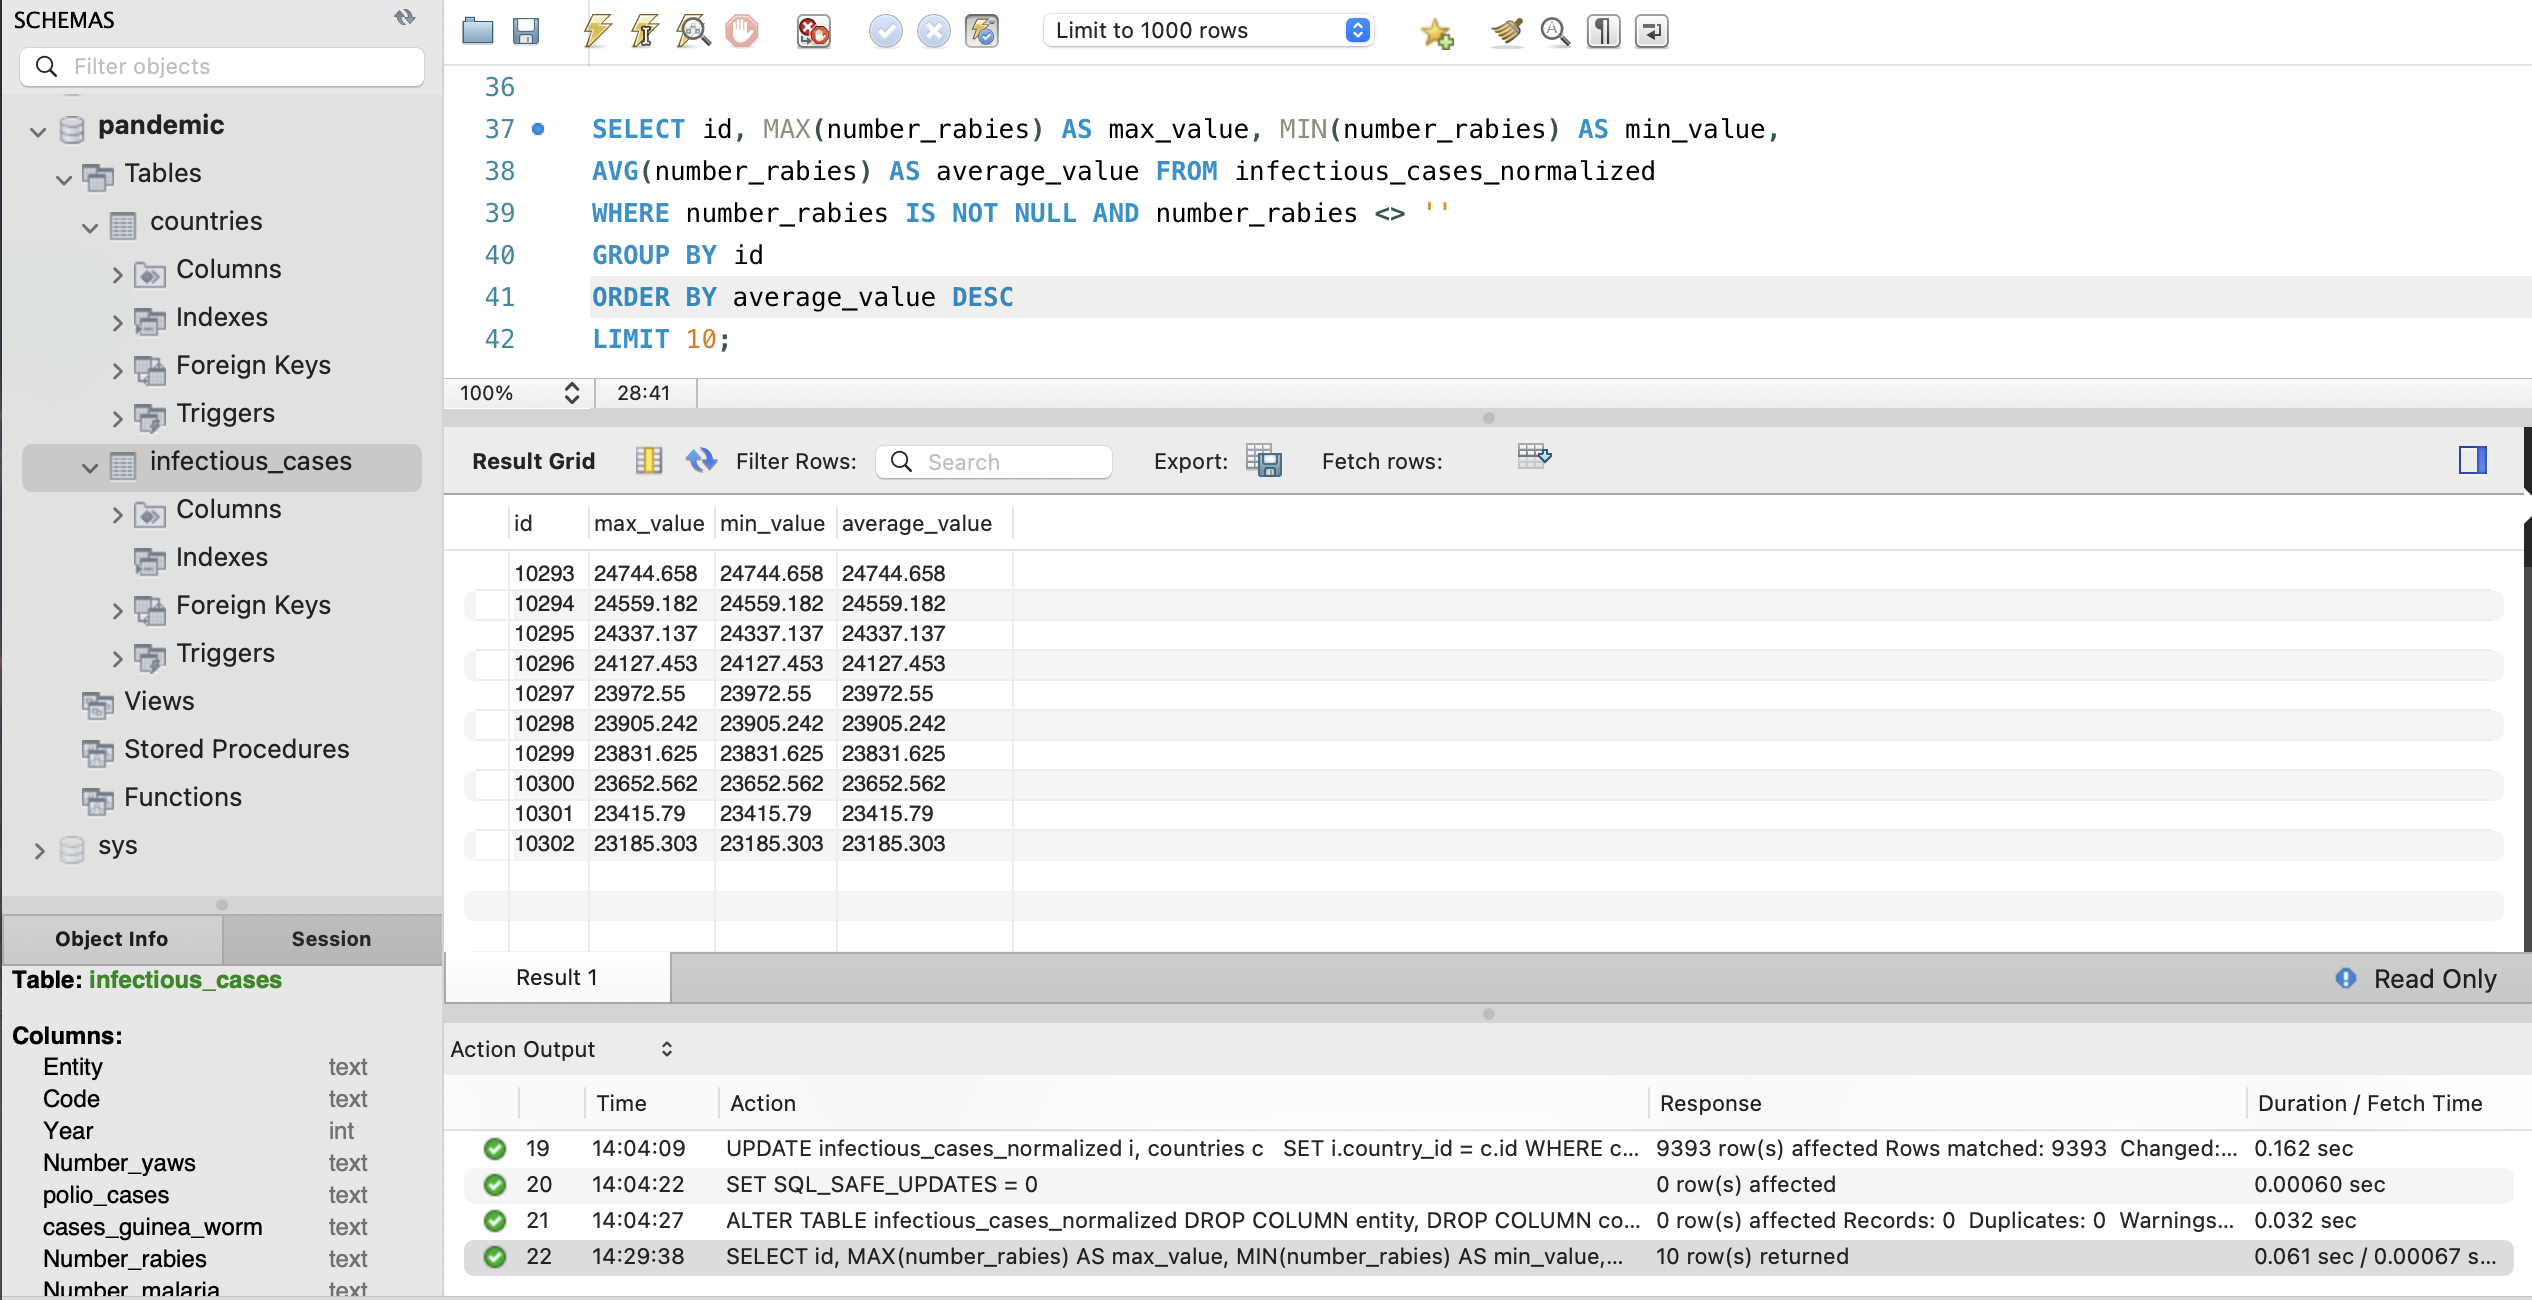 SCHEMAS
Filter objects
pandemic
Tables
countries
Columns
Indexes
Foreign Keys
Triggers
infectious_cases
Columns
Indexes
Foreign Keys
Triggers
Views
Stored Procedures
Functions
sys
Object Info Session
Table: infectious_cases
Columns:
Entity text
Code text
Year int
Number_yaws text
polio_cases text
cases_guinea_worm text
Number_rabies text
Number_malaria text
Limit to 1000 rows
36
37 SELECT id, MAX(number_rabies) AS max_value, MIN(number_rabies) AS min_value,
38 AVG(number_rabies) AS average_value FROM infectious_cases_normalized
39 WHERE number_rabies IS NOT NULL AND number_rabies <> ''
40 GROUP BY id
41 ORDER BY average_value DESC
42 LIMIT 10;
100% 28:41
Result Grid Filter Rows: Search Export: Fetch rows:
id max_value min_value average_value
10293 24744.658 24744.658 24744.658
10294 24559.182 24559.182 24559.182
10295 24337.137 24337.137 24337.137
10296 24127.453 24127.453 24127.453
10297 23972.55 23972.55 23972.55
10298 23905.242 23905.242 23905.242
10299 23831.625 23831.625 23831.625
10300 23652.562 23652.562 23652.562
10301 23415.79 23415.79 23415.79
10302 23185.303 23185.303 23185.303
Result 1 Read Only
Action Output
Time Action Response Duration / Fetch Time
19 14:04:09 UPDATE infectious_cases_normalized i, countries c SET i.country_id = c.id WHERE c... 9393 row(s) affected Rows matched: 9393 Changed:... 0.162 sec
20 14:04:22 SET SQL_SAFE_UPDATES = 0 0 row(s) affected 0.00060 sec
21 14:04:27 ALTER TABLE infectious_cases_normalized DROP COLUMN entity, DROP COLUMN co... 0 row(s) affected Records: 0 Duplicates: 0 Warnings... 0.032 sec
22 14:29:38 SELECT id, MAX(number_rabies) AS max_value, MIN(number_rabies) AS min_value,... 10 row(s) returned 0.061 sec / 0.00067 s...